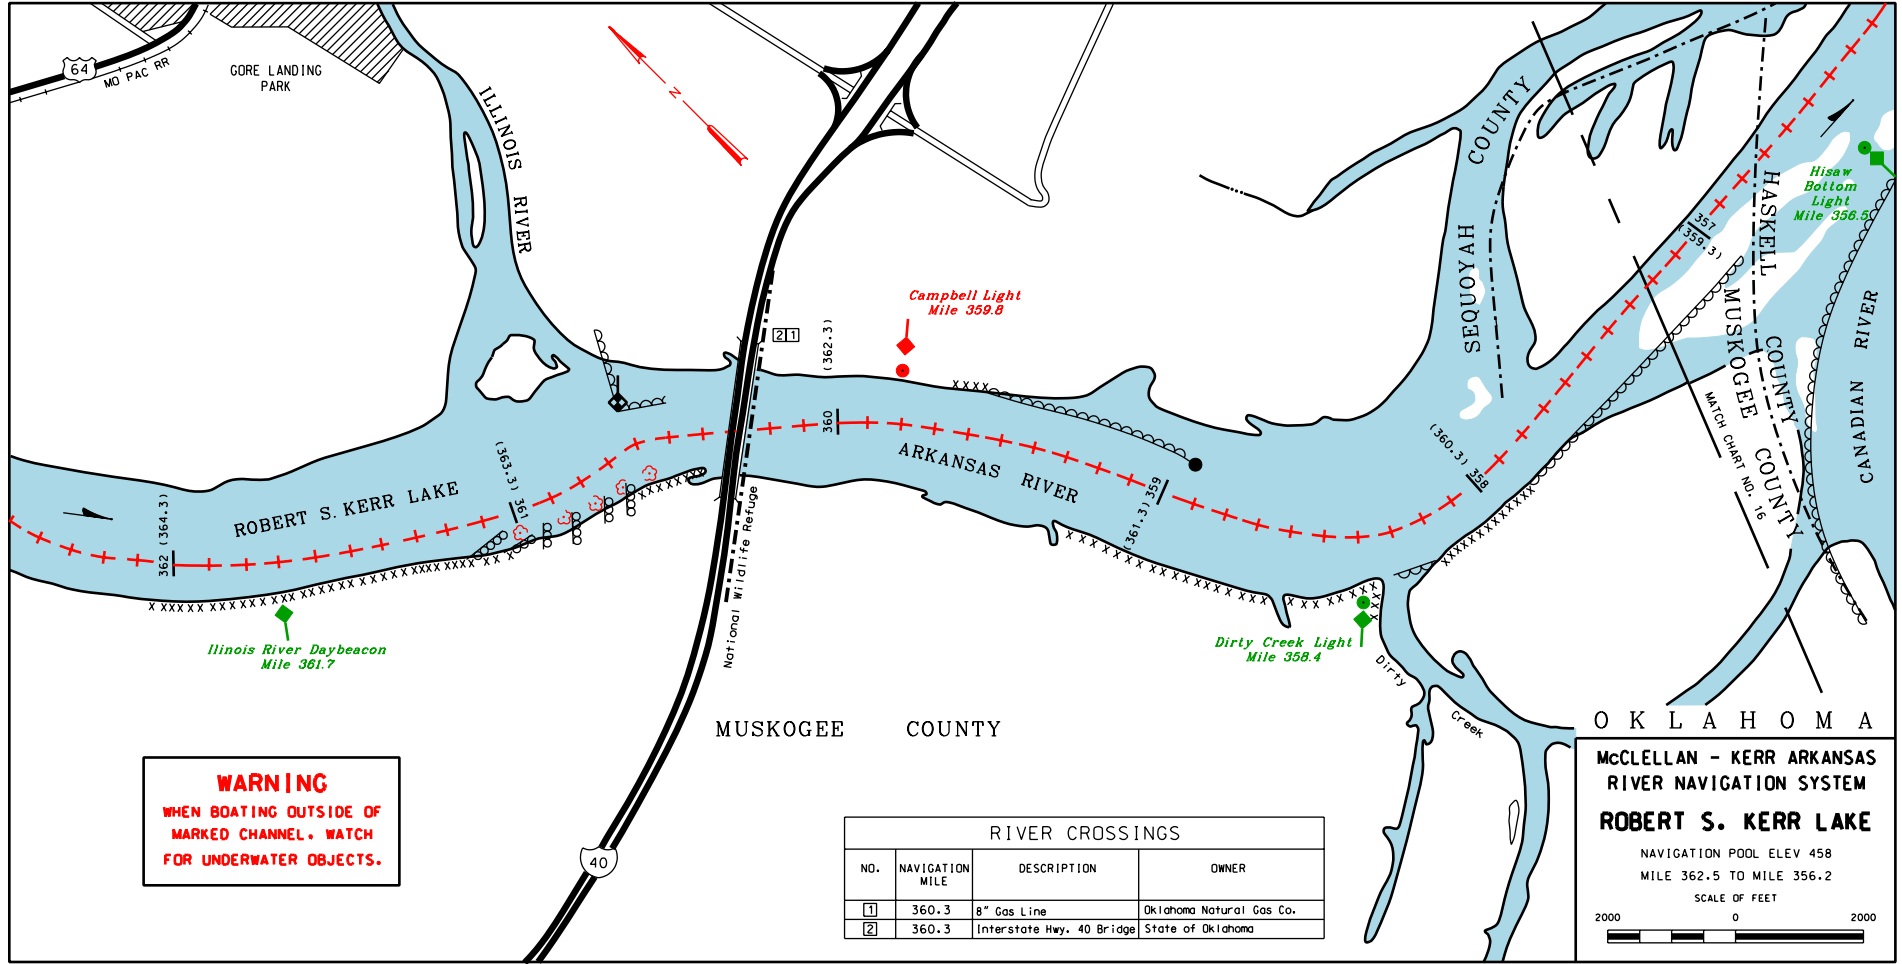 64
MO PAC RR
GORE LANDING
PARK
ILLINOIS RIVER
N
SEQUOYAH COUNTY
HASKELL COUNTY
MUSKOGEE COUNTY
CANADIAN RIVER
Hisaw
Bottom
Light
Mile 356.5
357
(359.3)
Campbell Light
Mile 359.8
2 1
(362.3)
360
ARKANSAS RIVER
ROBERT S. KERR LAKE
362 (364.3)
(363.3) 361
(361.3) 359
(360.3) 358
MATCH CHART NO. 16
National Wildlife Refuge
Ilinois River Daybeacon
Mile 361.7
Dirty Creek Light
Mile 358.4
Dirty
Creek
MUSKOGEE COUNTY
OKLAHOMA
40
WARNING
WHEN BOATING OUTSIDE OF
MARKED CHANNEL. WATCH
FOR UNDERWATER OBJECTS.
RIVER CROSSINGS
NO. NAVIGATION MILE DESCRIPTION OWNER
1 360.3 8" Gas Line Oklahoma Natural Gas Co.
2 360.3 Interstate Hwy. 40 Bridge State of Oklahoma
McCLELLAN - KERR ARKANSAS
RIVER NAVIGATION SYSTEM
ROBERT S. KERR LAKE
NAVIGATION POOL ELEV 458
MILE 362.5 TO MILE 356.2
SCALE OF FEET
2000 0 2000